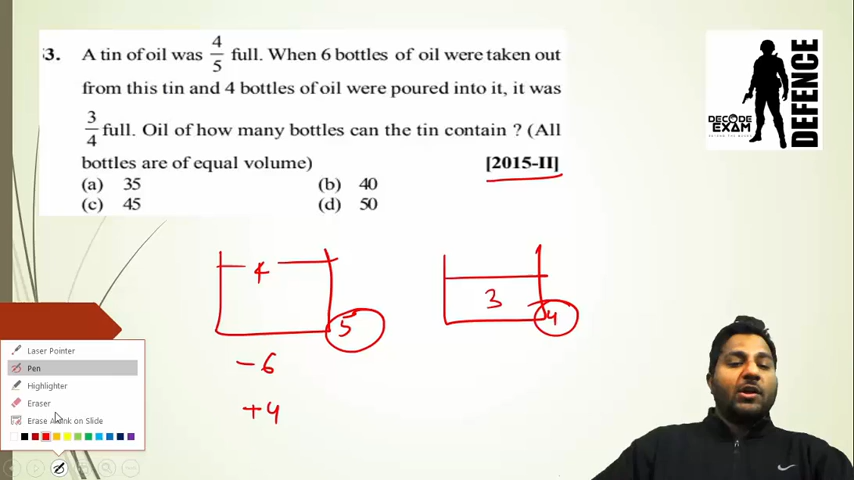 3. A tin of oil was 4/5 full. When 6 bottles of oil were taken out
from this tin and 4 bottles of oil were poured into it, it was
3/4 full. Oil of how many bottles can the tin contain ? (All
bottles are of equal volume) [2015-II]
(a) 35 (b) 40
(c) 45 (d) 50
DECODE
EXAM
DEFENCE
4
5
3
4
-6
+4
Laser Pointer
Pen
Highlighter
Eraser
Erase All Ink on Slide